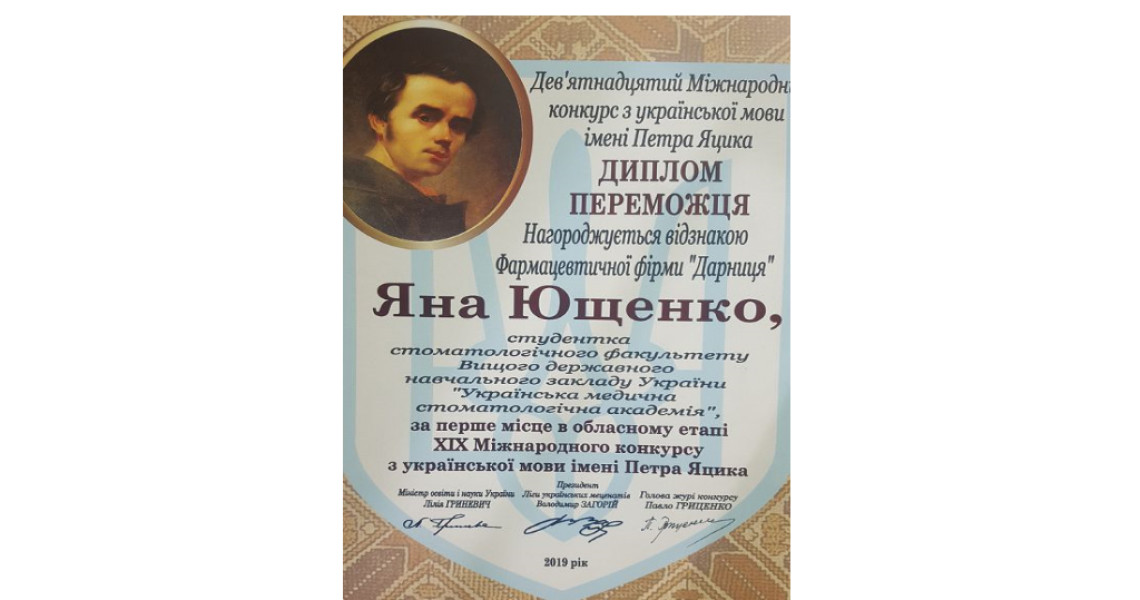 Дев'ятнадцятий Міжнародни
конкурс з української мови
імені Петра Яцика
ДИПЛОМ
ПЕРЕМОЖЦЯ
Нагороджується відзнакою
Фармацевтичної фірми "Дарниця"
Яна Ющенко,
студентка
стоматологічного факультету
Вищого державного
навчального закладу України
"Українська медична
стоматологічна академія",
за перше місце в обласному етапі
XIX Міжнародного конкурсу
з української мови імені Петра Яцика
Міністр освіти і науки України
Лілія ГРИНЕВИЧ
Президент
Ліги українських меценатів
Володимир ЗАГОРІЙ
Голова журі конкурсу
Павло ГРИЦЕНКО
2019 рік